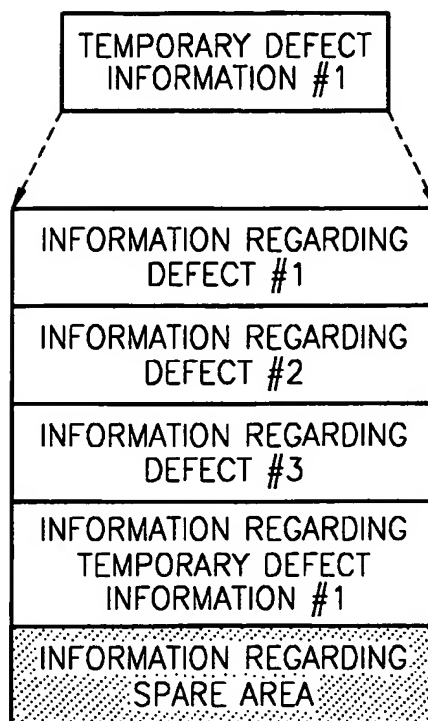 TEMPORARY DEFECT
INFORMATION #1
INFORMATION REGARDING
DEFECT #1
INFORMATION REGARDING
DEFECT #2
INFORMATION REGARDING
DEFECT #3
INFORMATION REGARDING
TEMPORARY DEFECT
INFORMATION #1
INFORMATION REGARDING
SPARE AREA